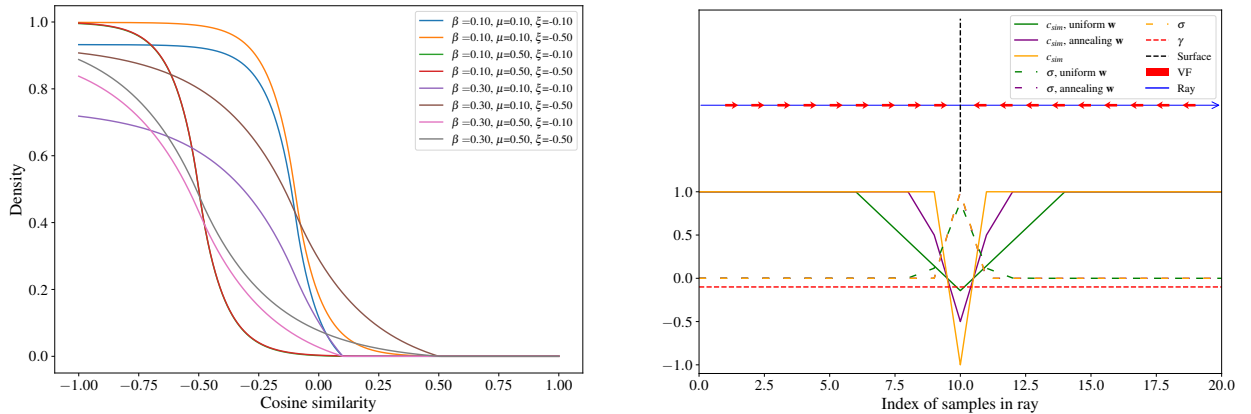 β =0.10, μ=0.10, ξ=-0.10
β =0.10, μ=0.10, ξ=-0.50
β =0.10, μ=0.50, ξ=-0.10
β =0.10, μ=0.50, ξ=-0.50
β =0.30, μ=0.10, ξ=-0.10
β =0.30, μ=0.10, ξ=-0.50
β =0.30, μ=0.50, ξ=-0.10
β =0.30, μ=0.50, ξ=-0.50
Density
1.0
0.8
0.6
0.4
0.2
0.0
−1.00 −0.75 −0.50 −0.25 0.00 0.25 0.50 0.75 1.00
Cosine similarity
c_sim, uniform w
c_sim, annealing w
c_sim
σ, uniform w
σ, annealing w
σ
γ
Surface
VF
Ray
1.0
0.5
0.0
−0.5
−1.0
0.0 2.5 5.0 7.5 10.0 12.5 15.0 17.5 20.0
Index of samples in ray